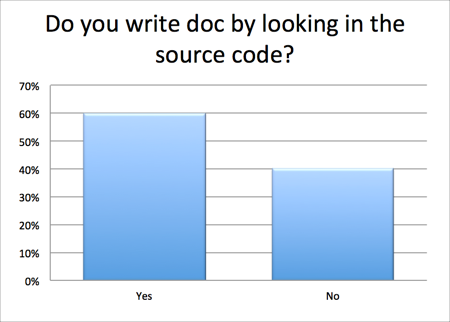 Do you write doc by looking in the
source code?
70%
60%
50%
40%
30%
20%
10%
0%
Yes No